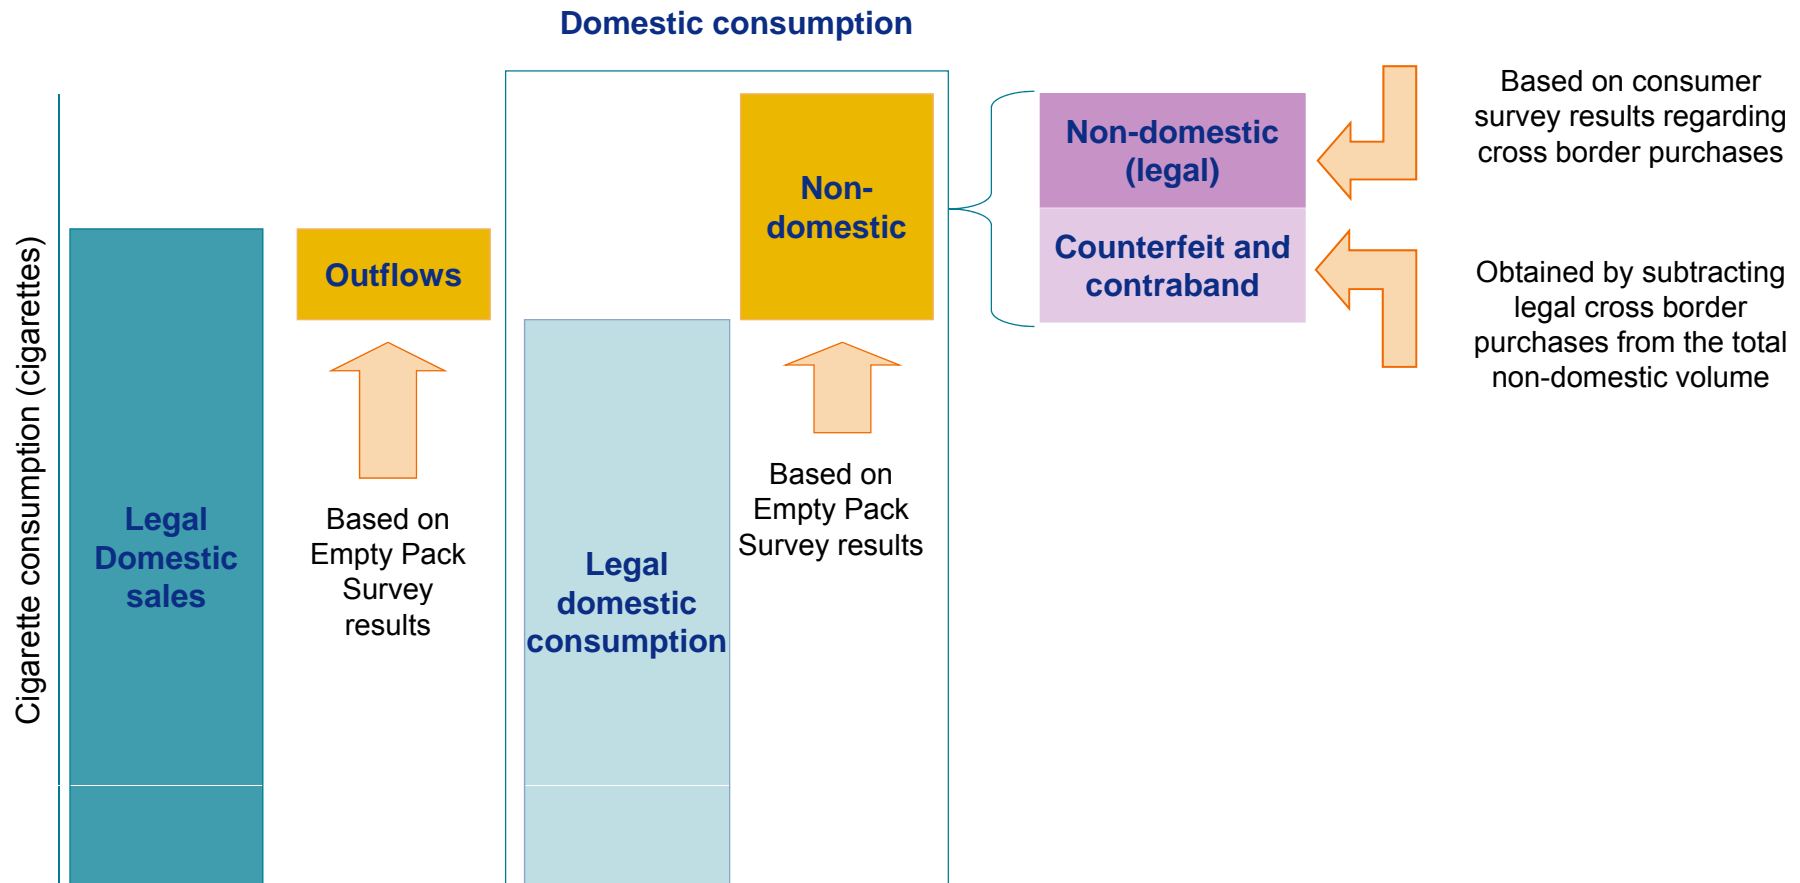 Domestic consumption
Cigarette consumption (cigarettes)
Legal
Domestic
sales
Outflows
Based on
Empty Pack
Survey
results
Legal
domestic
consumption
Non-
domestic
Based on
Empty Pack
Survey results
Non-domestic
(legal)
Counterfeit and
contraband
Based on consumer
survey results regarding
cross border purchases
Obtained by subtracting
legal cross border
purchases from the total
non-domestic volume